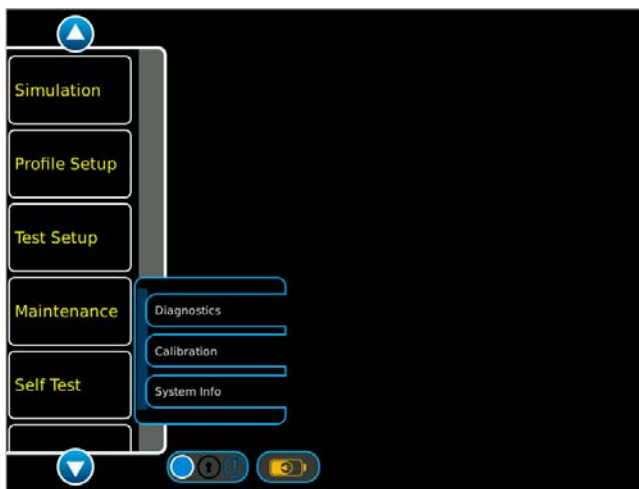 Simulation
Profile Setup
Test Setup
Maintenance
Diagnostics
Calibration
System Info
Self Test